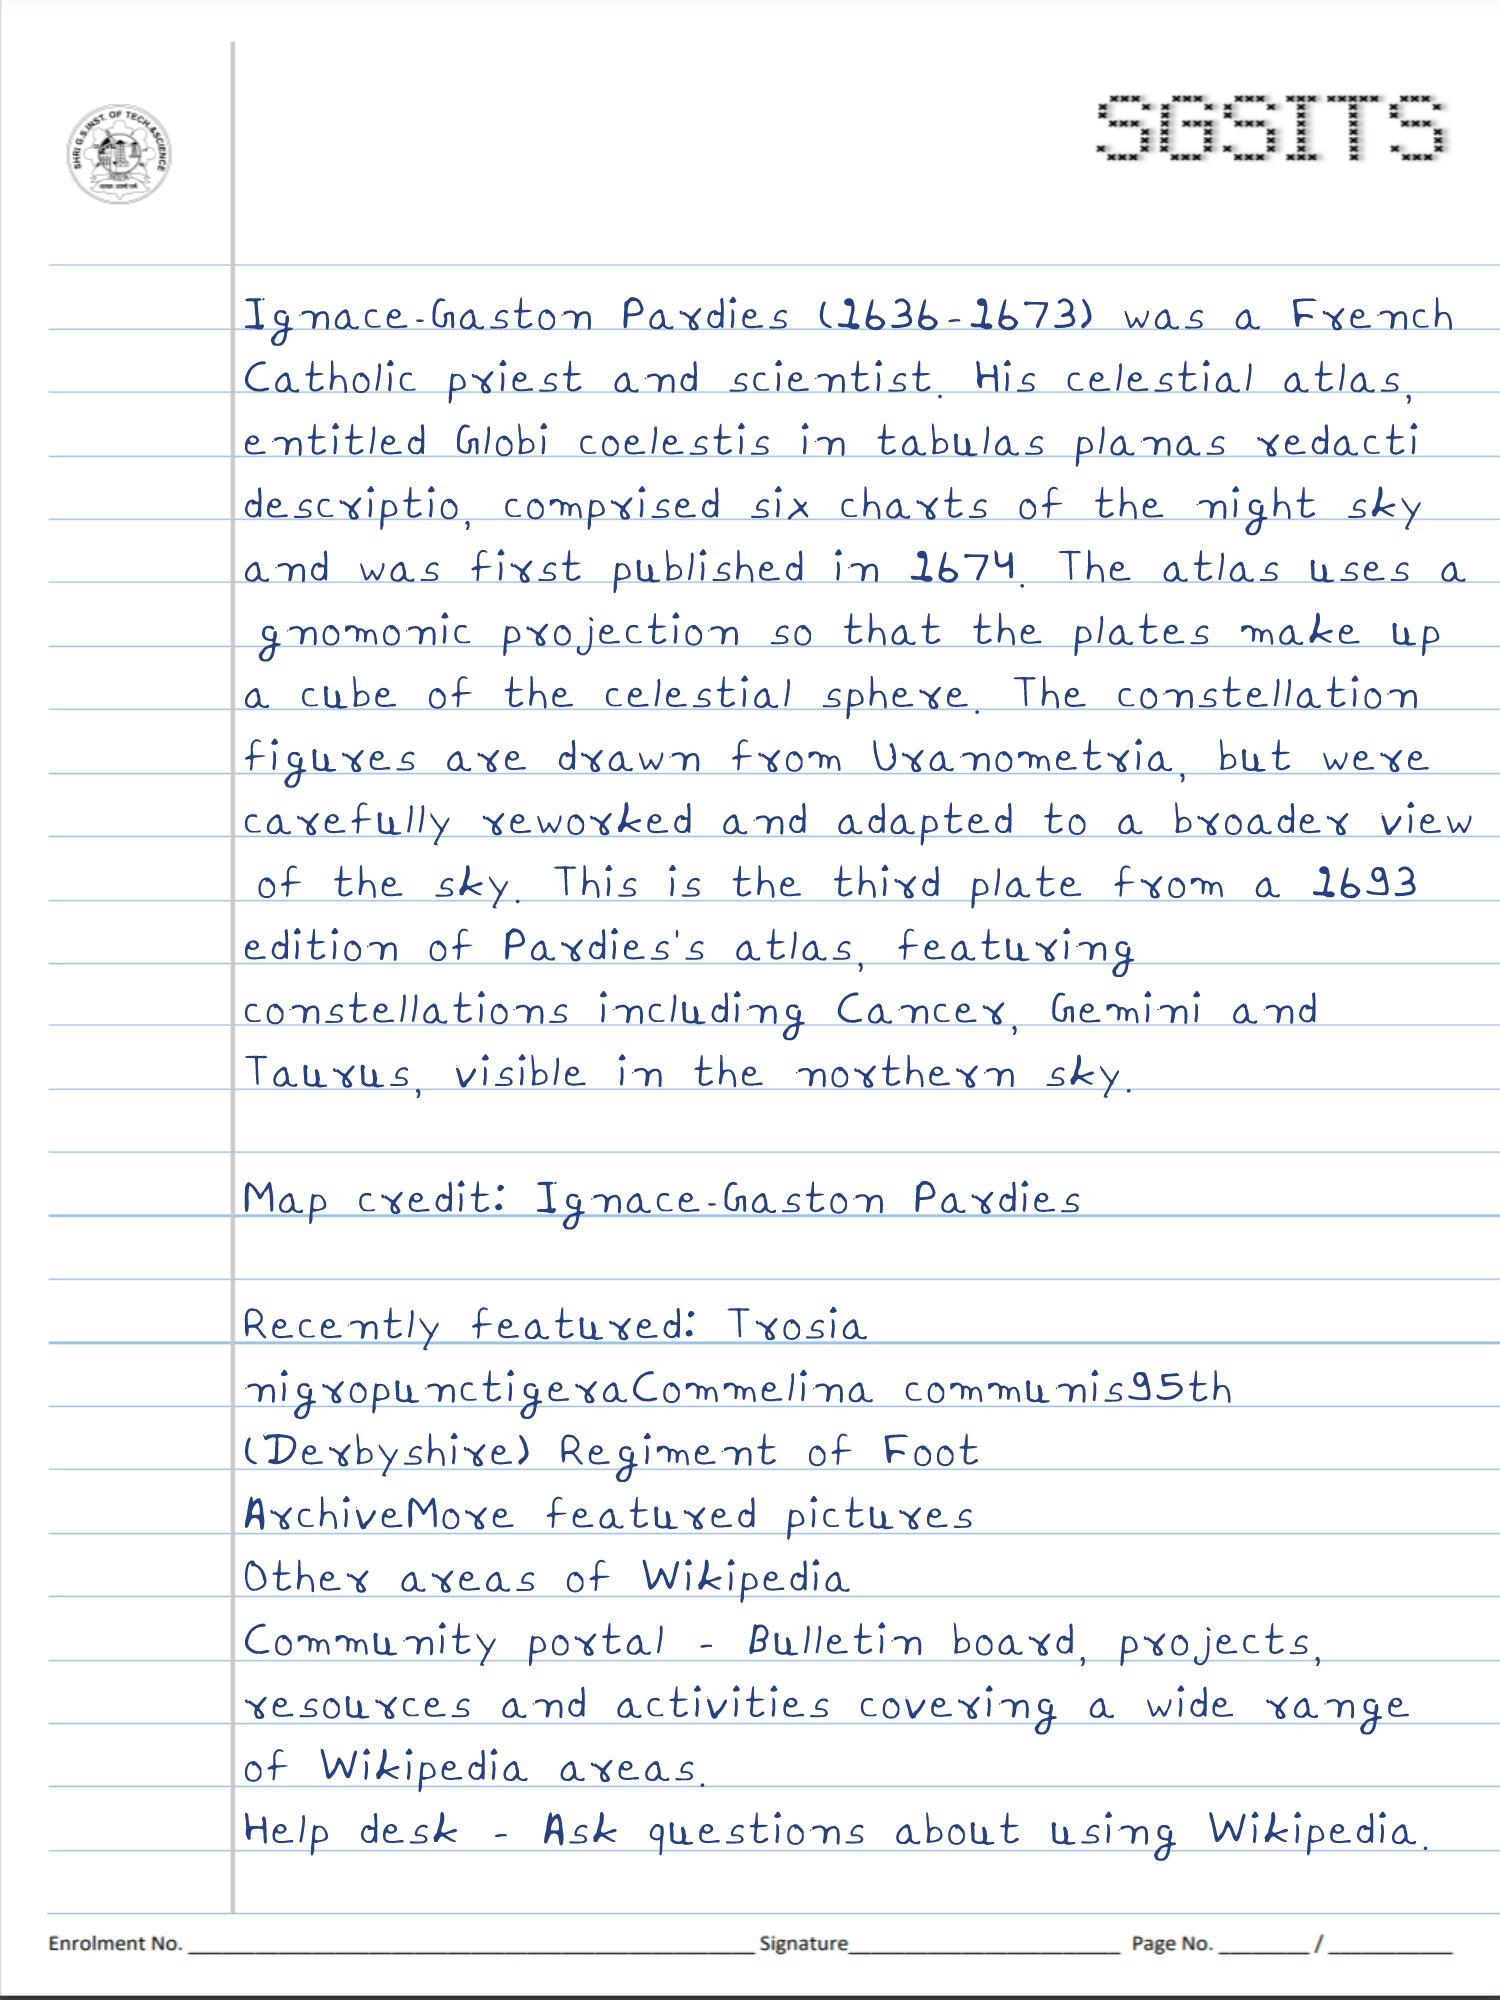 SHRI G.S.INST. OF TECH.&SCIENCE
SGSITS
Ignace-Gaston Pardies (1636-1673) was a French
Catholic priest and scientist. His celestial atlas,
entitled Globi coelestis in tabulas planas redacti
descriptio, comprised six charts of the night sky
and was first published in 1674. The atlas uses a
gnomonic projection so that the plates make up
a cube of the celestial sphere. The constellation
figures are drawn from Uranometria, but were
carefully reworked and adapted to a broader view
of the sky. This is the third plate from a 1693
edition of Pardies's atlas, featuring
constellations including Cancer, Gemini and
Taurus, visible in the northern sky.
Map credit: Ignace-Gaston Pardies
Recently featured: Trosia
nigropunctigeraCommelina communis95th
(Derbyshire) Regiment of Foot
ArchiveMore featured pictures
Other areas of Wikipedia
Community portal - Bulletin board, projects,
resources and activities covering a wide range
of Wikipedia areas.
Help desk - Ask questions about using Wikipedia.
Enrolment No. ____ Signature____ Page No. ____ / ____